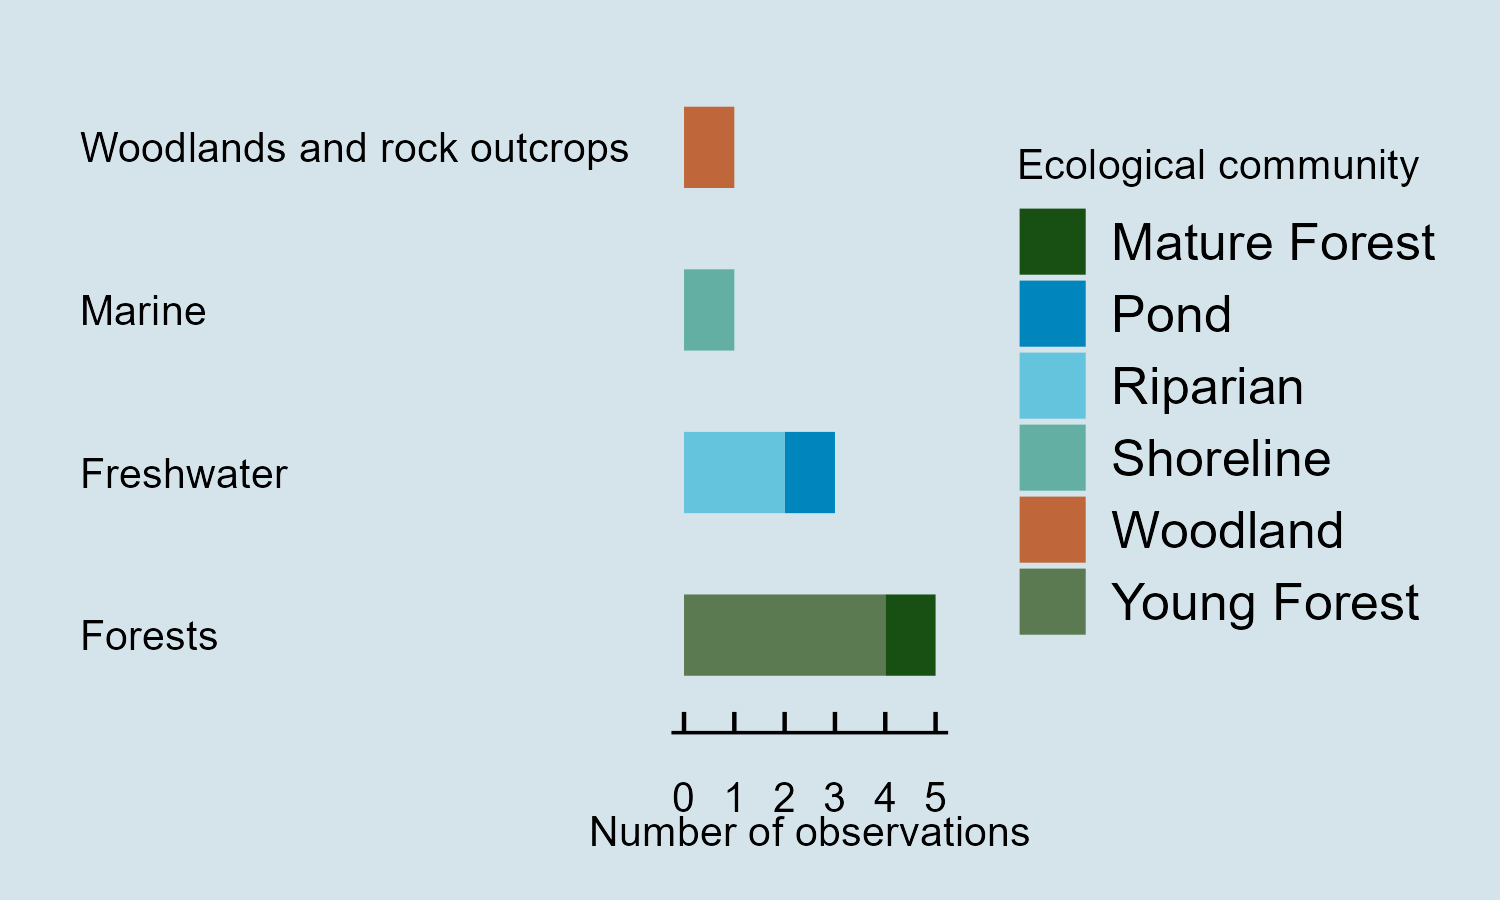 Woodlands and rock outcrops
Marine
Freshwater
Forests
0 1 2 3 4 5
Number of observations
Ecological community
Mature Forest
Pond
Riparian
Shoreline
Woodland
Young Forest